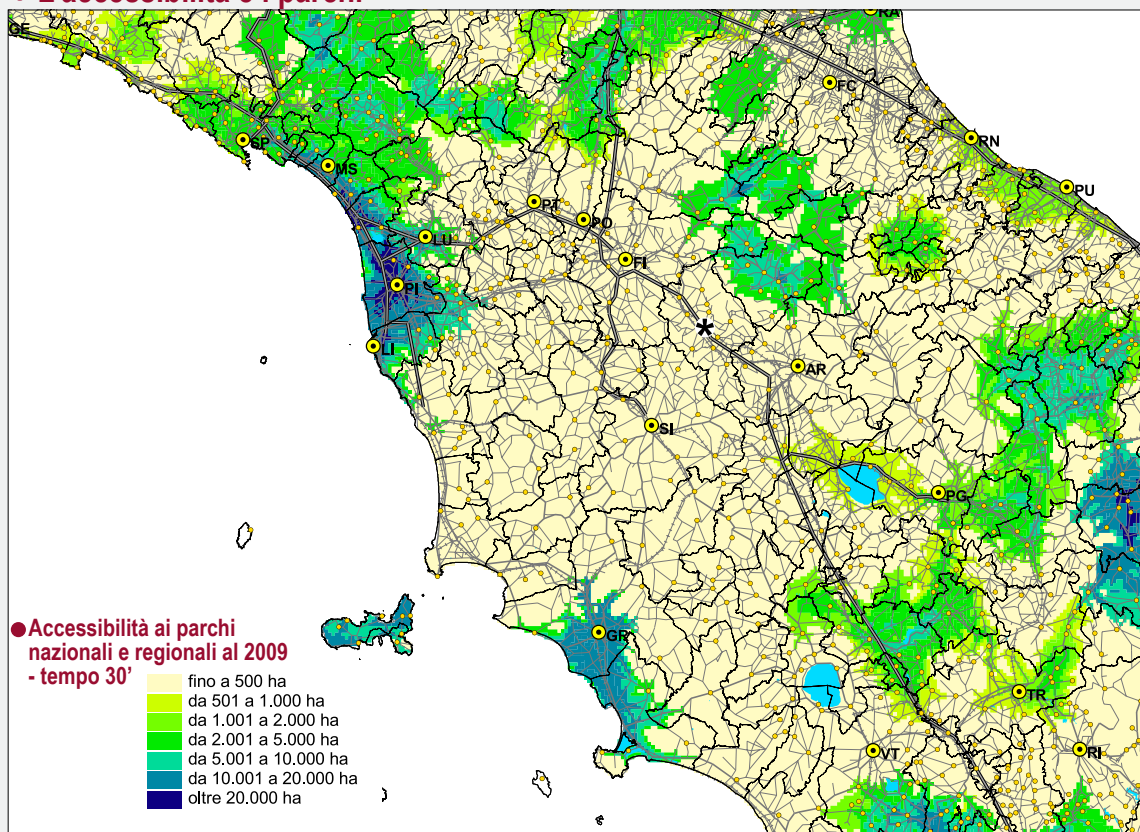 L'accessibilità e i parchi
GE
RA
FC
SP
RN
MS
PU
PT
PO
LU
FI
PI
*
LI
AR
SI
PG
Accessibilità ai parchi
nazionali e regionali al 2009
- tempo 30'
GR
fino a 500 ha
da 501 a 1.000 ha
da 1.001 a 2.000 ha
da 2.001 a 5.000 ha
da 5.001 a 10.000 ha
da 10.001 a 20.000 ha
oltre 20.000 ha
TR
VT
RI